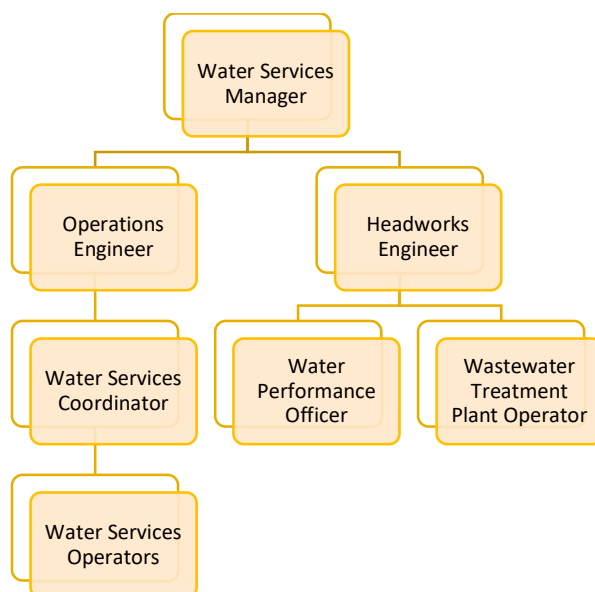 Water Services
Manager
Operations
Engineer
Headworks
Engineer
Water Services
Coordinator
Water
Performance
Officer
Wastewater
Treatment
Plant Operator
Water Services
Operators